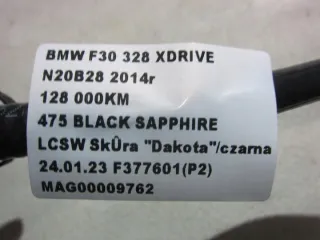 BMW F30 328 XDRIVE
N20B28 2014r
128 000KM
475 BLACK SAPPHIRE
LCSW SkÛra "Dakota"/czarna
24.01.23 F377601(P2)
MAG00009762